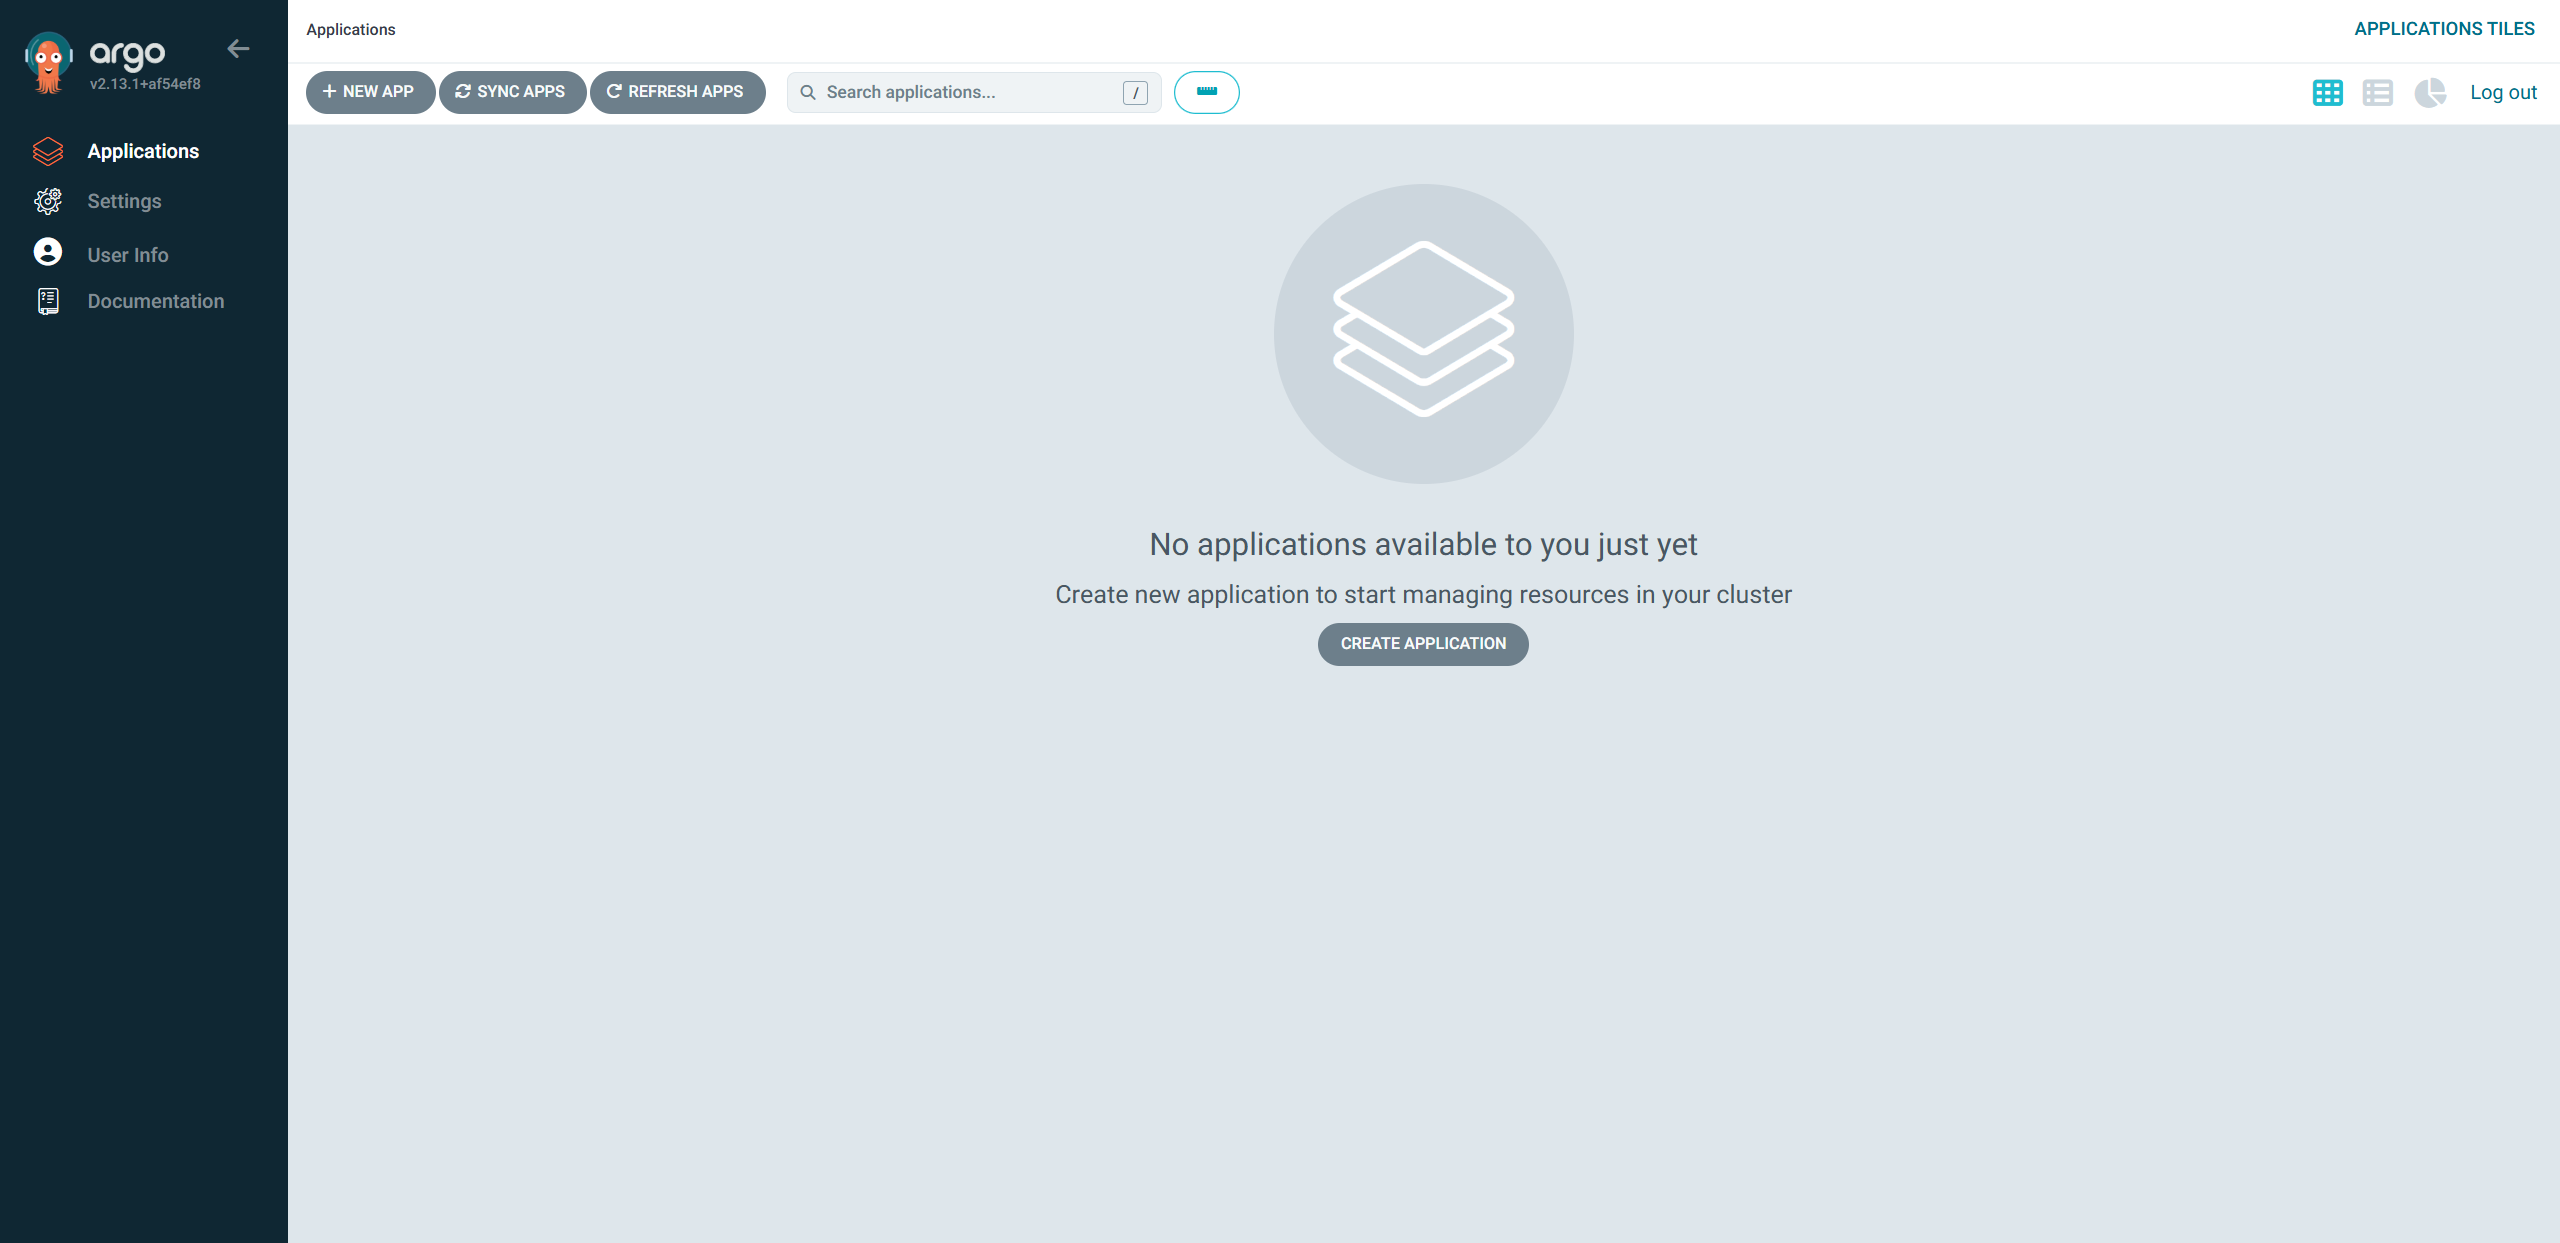 argo
v2.13.1+af54ef8
Applications
Settings
User Info
Documentation
Applications
APPLICATIONS TILES
NEW APP
SYNC APPS
REFRESH APPS
Search applications...
/
Log out
No applications available to you just yet
Create new application to start managing resources in your cluster
CREATE APPLICATION